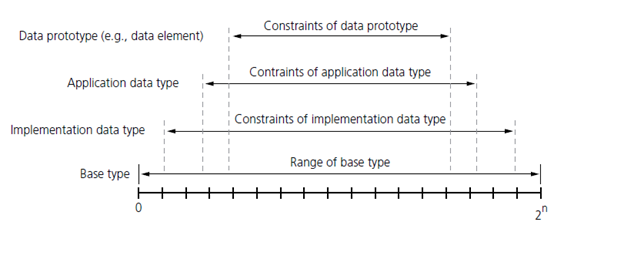 Data prototype (e.g., data element)
Constraints of data prototype
Application data type
Contraints of application data type
Implementation data type
Constraints of implementation data type
Base type
Range of base type
0
2ⁿ